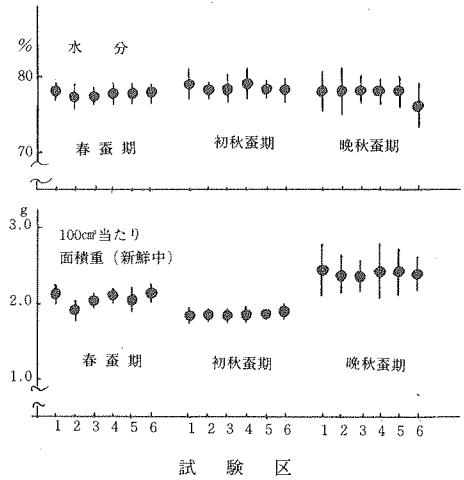 %
水分
80
70
春蚕期
初秋蚕期
晩秋蚕期
g
3.0
100c㎡当たり
面積重（新鮮中）
2.0
1.0
春蚕期
初秋蚕期
晩秋蚕期
1 2 3 4 5 6 1 2 3 4 5 6 1 2 3 4 5 6
試験区